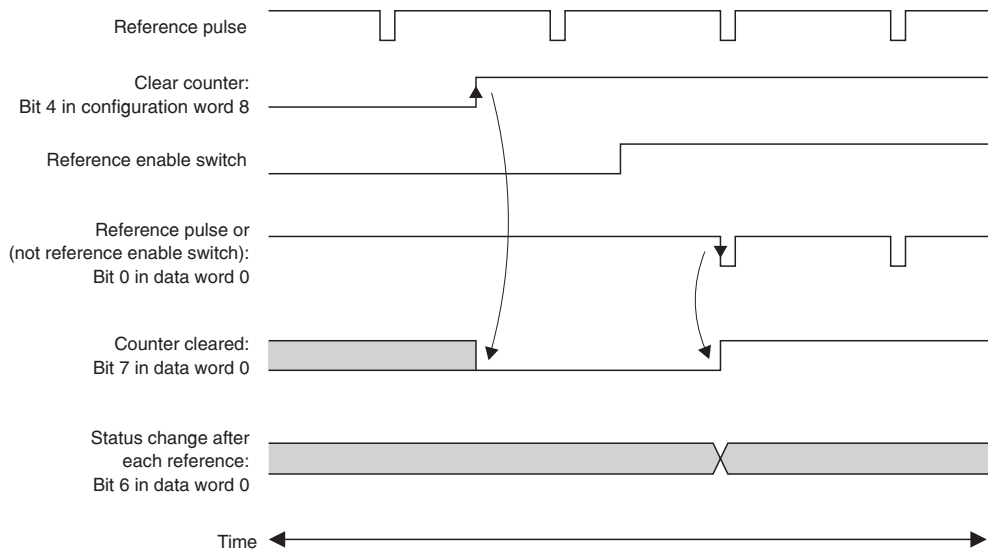 Reference pulse
Clear counter:
Bit 4 in configuration word 8
Reference enable switch
Reference pulse or
(not reference enable switch):
Bit 0 in data word 0
Counter cleared:
Bit 7 in data word 0
Status change after
each reference:
Bit 6 in data word 0
Time